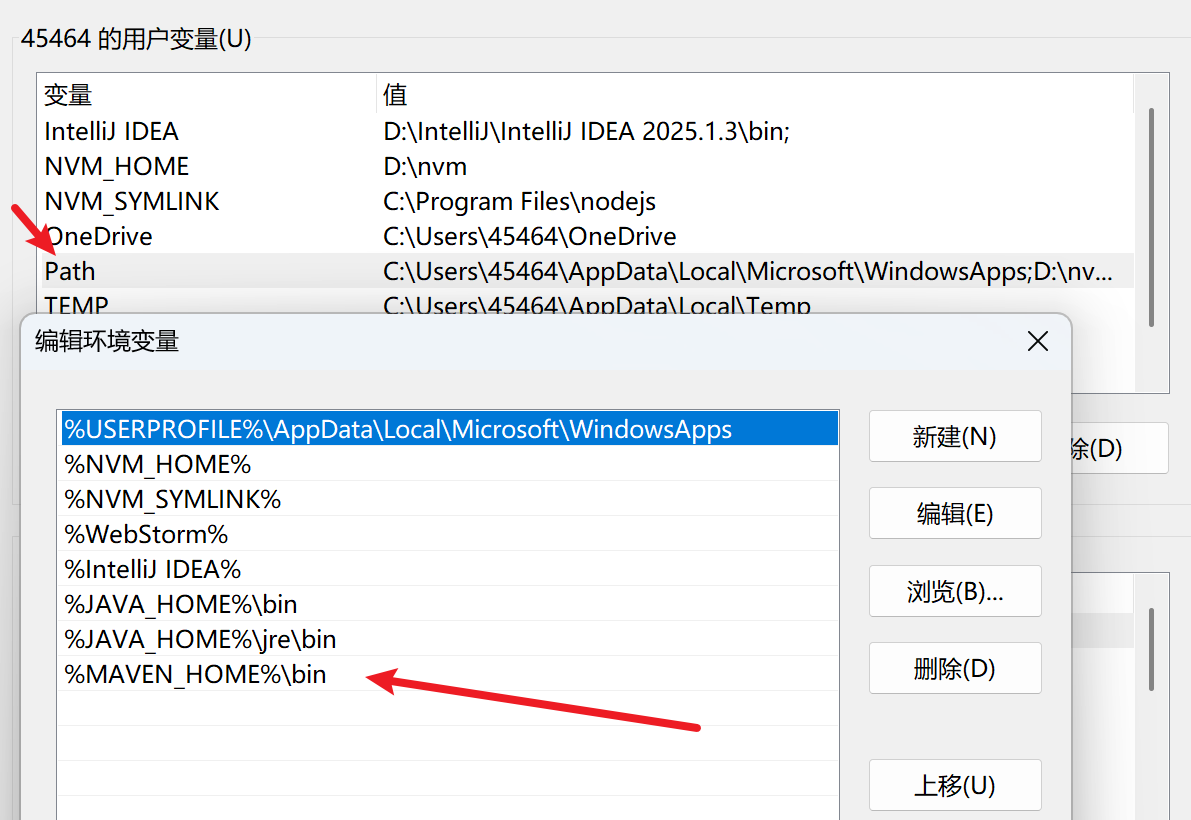 45464 的用户变量(U)
变量 值
IntelliJ IDEA D:\IntelliJ\IntelliJ IDEA 2025.1.3\bin;
NVM_HOME D:\nvm
NVM_SYMLINK C:\Program Files\nodejs
OneDrive C:\Users\45464\OneDrive
Path C:\Users\45464\AppData\Local\Microsoft\WindowsApps;D:\nv...
TEMP C:\Users\45464\AppData\Local\Temp
编辑环境变量
%USERPROFILE%\AppData\Local\Microsoft\WindowsApps
新建(N)
%NVM_HOME%
%NVM_SYMLINK%
编辑(E)
%WebStorm%
%IntelliJ IDEA%
浏览(B)...
%JAVA_HOME%\bin
%JAVA_HOME%\jre\bin
删除(D)
%MAVEN_HOME%\bin
上移(U)
除(D)